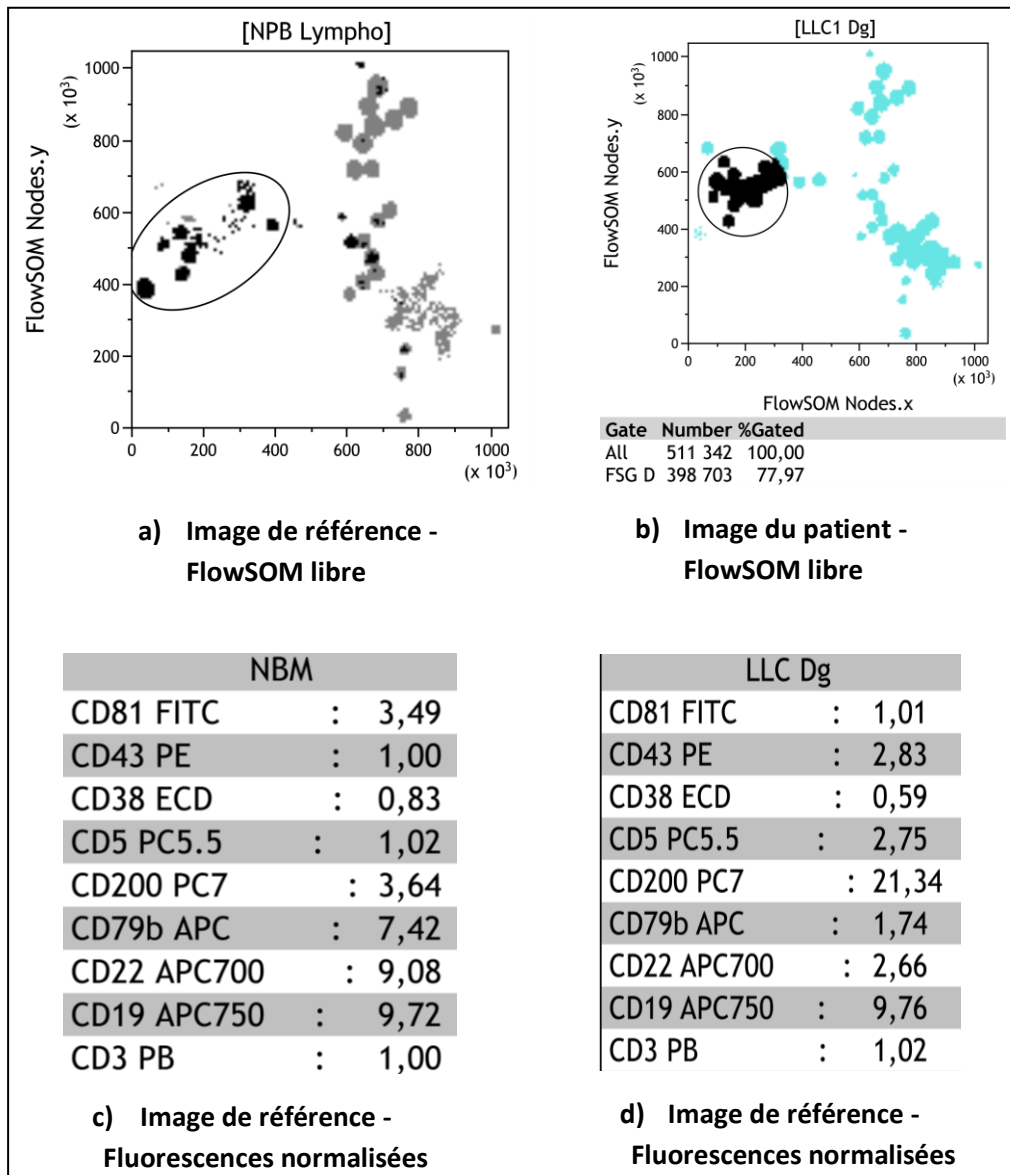 [NPB Lympho]
1000
800
600
400
200
0
(x 10³)
FlowSOM Nodes.y
0 200 400 600 800 1000
(x 10³)
a) Image de référence -
FlowSOM libre
[LLC1 Dg]
1000
800
600
400
200
0
(x 10³)
FlowSOM Nodes.y
0 200 400 600 800 1000
(x 10³)
FlowSOM Nodes.x
Gate Number %Gated
All 511 342 100,00
FSG D 398 703 77,97
b) Image du patient -
FlowSOM libre
NBM
CD81 FITC : 3,49
CD43 PE : 1,00
CD38 ECD : 0,83
CD5 PC5.5 : 1,02
CD200 PC7 : 3,64
CD79b APC : 7,42
CD22 APC700 : 9,08
CD19 APC750 : 9,72
CD3 PB : 1,00
c) Image de référence -
Fluorescences normalisées
LLC Dg
CD81 FITC : 1,01
CD43 PE : 2,83
CD38 ECD : 0,59
CD5 PC5.5 : 2,75
CD200 PC7 : 21,34
CD79b APC : 1,74
CD22 APC700 : 2,66
CD19 APC750 : 9,76
CD3 PB : 1,02
d) Image de référence -
Fluorescences normalisées